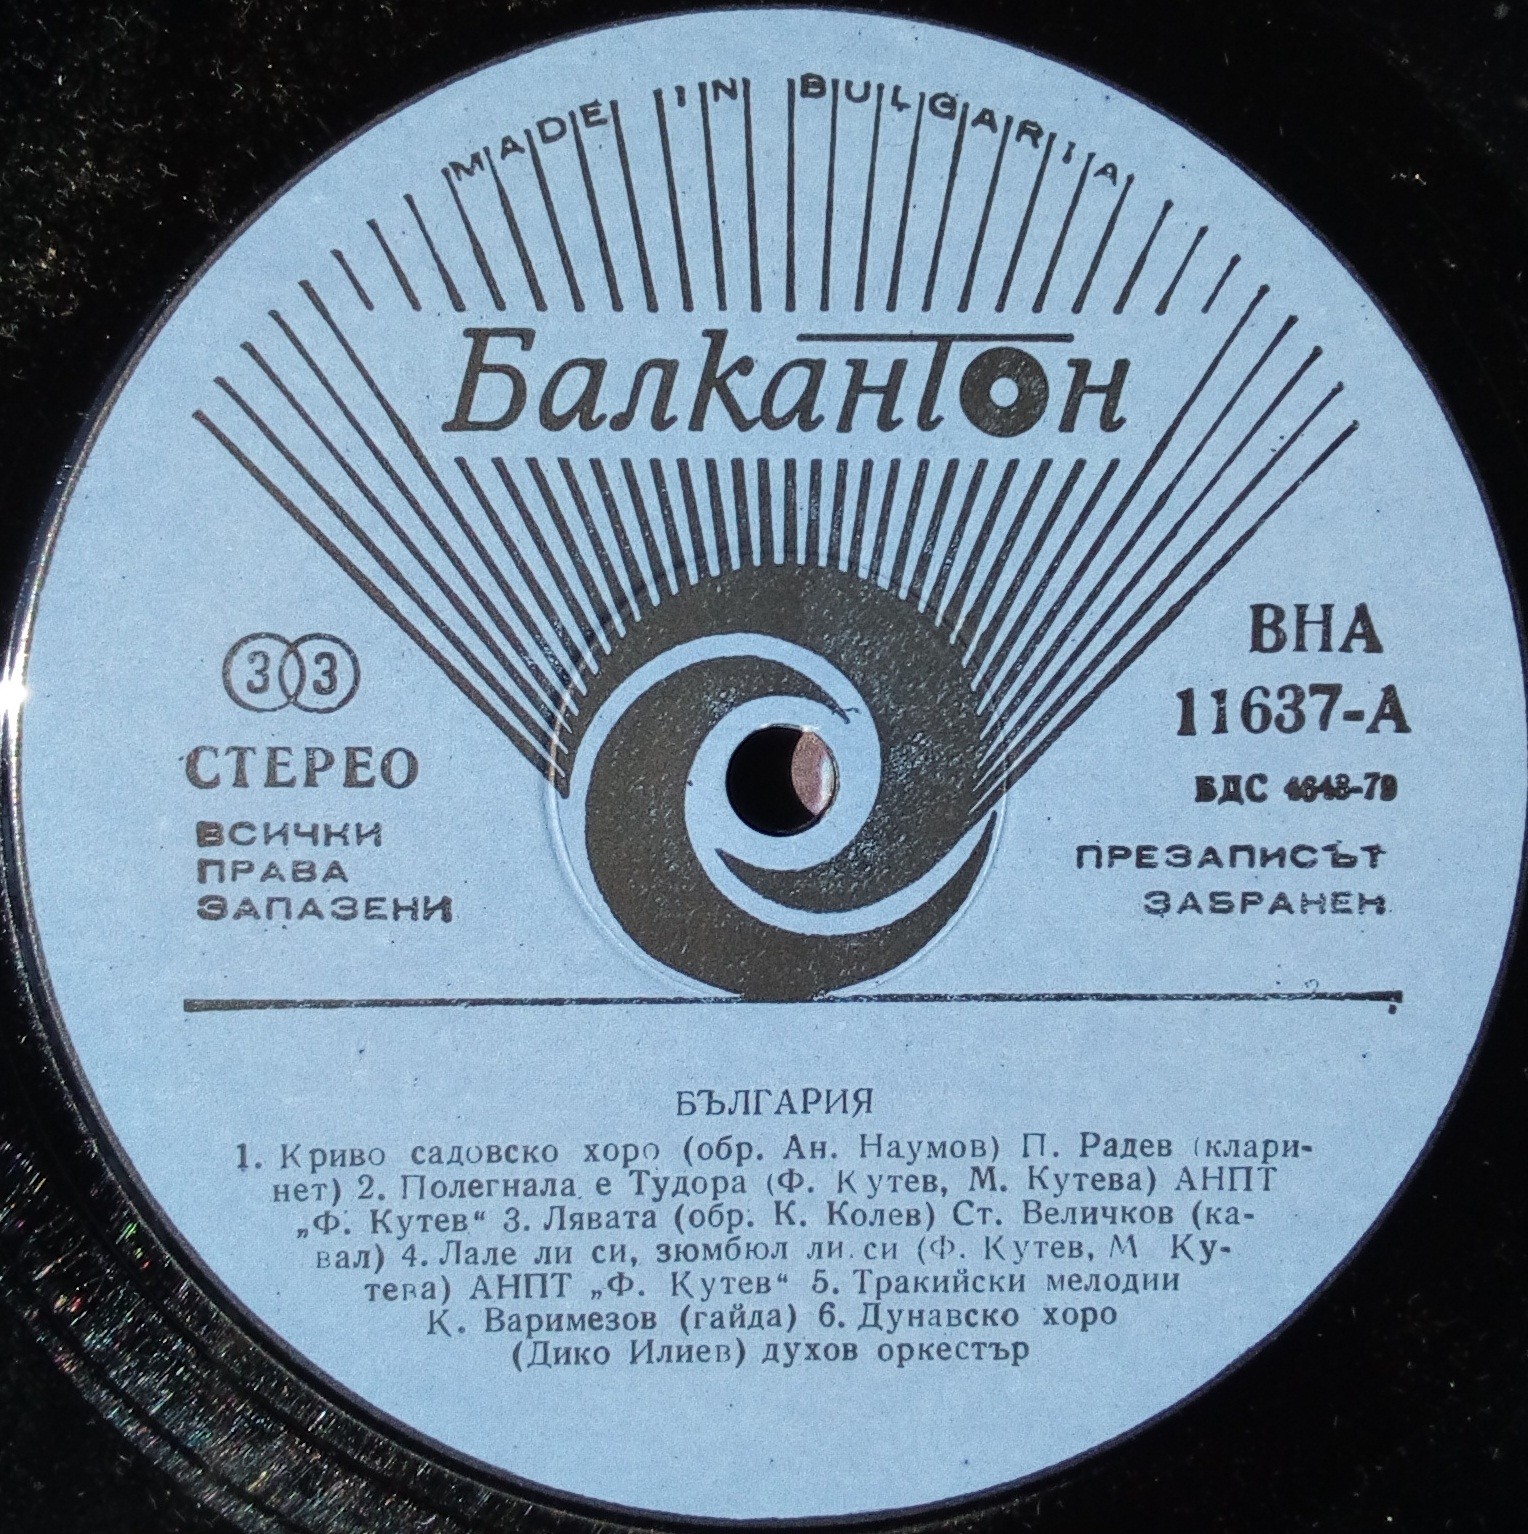 MADE IN BULGARIA
Балкантон
33
СТЕРЕО
ВСИЧКИ
ПРАВА
ЗАПАЗЕНИ
ВНА
11637-А
БДС 4643-79
ПРЕЗАПИСЪТ
ЗАБРАНЕН
БЪЛГАРИЯ
1. Криво садовско хоро (обр. Ан. Наумов) П. Радев (клари-
нет) 2. Полегнала е Тудора (Ф. Кутев, М. Кутева) АНПТ
„Ф. Кутев“ 3. Лявата (обр. К. Колев) Ст. Величков (ка-
вал) 4. Лале ли си, зюмбюл ли си (Ф. Кутев, М Ку-
тева) АНПТ „Ф. Кутев“ 5. Тракийски мелодии
К. Варимезов (гайда) 6. Дунавско хоро
(Дико Илиев) духов оркестър